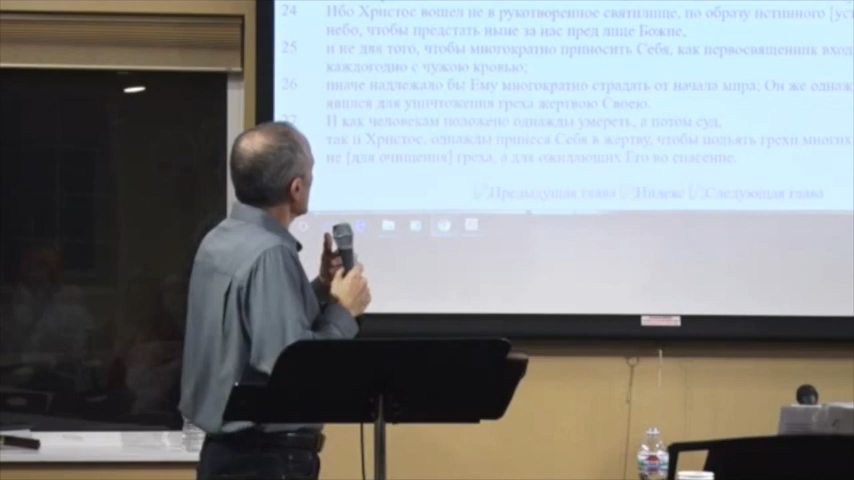 24 Ибо Христос вошел не в рукотворенное святилище, по образу истинного [уст
небо, чтобы предстать ныне за нас пред лице Божие,
25 и не для того, чтобы многократно приносить Себя, как первосвященник вход
каждогодно с чужою кровью;
26 иначе надлежало бы Ему многократно страдать от начала мира; Он же однаж
явился для уничтожения греха жертвою Своею.
27 И как человекам положено однажды умереть, а потом суд,
так и Христос, однажды принеся Себя в жертву, чтобы подъять грехи многих
не [для очищения] греха, а для ожидающих Его во спасение.
Предыдущая глава Индекс Следующая глава